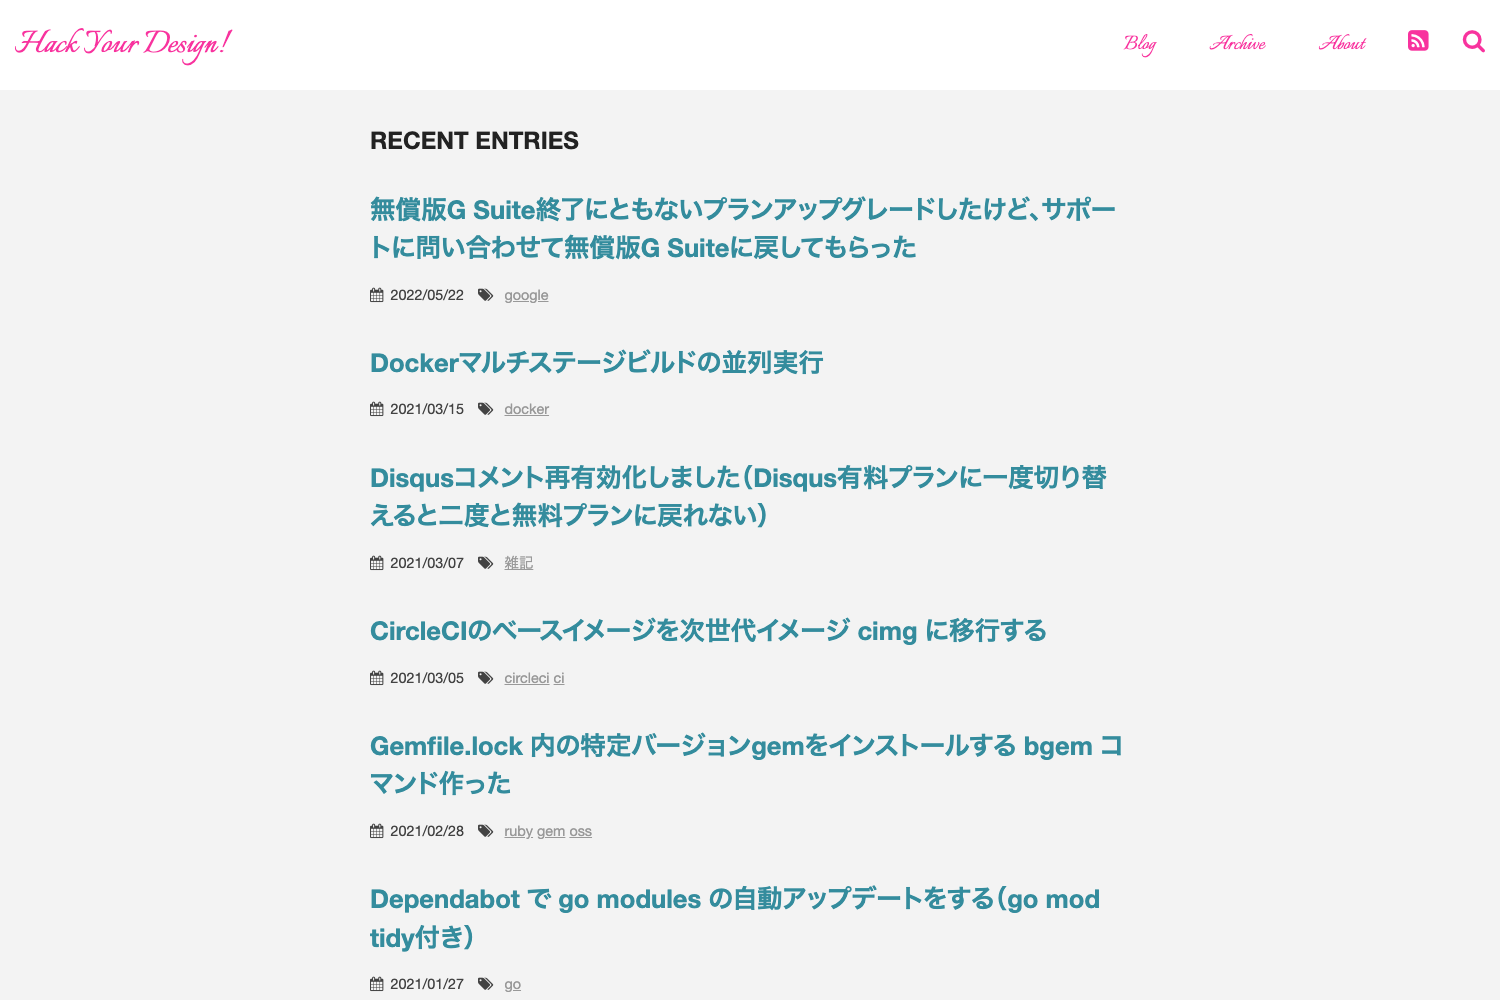 Hack Your Design!
Blog Archive About
RECENT ENTRIES
無償版G Suite終了にともないプランアップグレードしたけど、サポー
トに問い合わせて無償版G Suiteに戻してもらった
2022/05/22 google
Dockerマルチステージビルドの並列実行
2021/03/15 docker
Disqusコメント再有効化しました（Disqus有料プランに一度切り替
えると二度と無料プランに戻れない）
2021/03/07 雑記
CircleCIのベースイメージを次世代イメージ cimg に移行する
2021/03/05 circleci ci
Gemfile.lock 内の特定バージョンgemをインストールする bgem コ
マンド作った
2021/02/28 ruby gem oss
Dependabot で go modules の自動アップデートをする（go mod
tidy付き）
2021/01/27 go